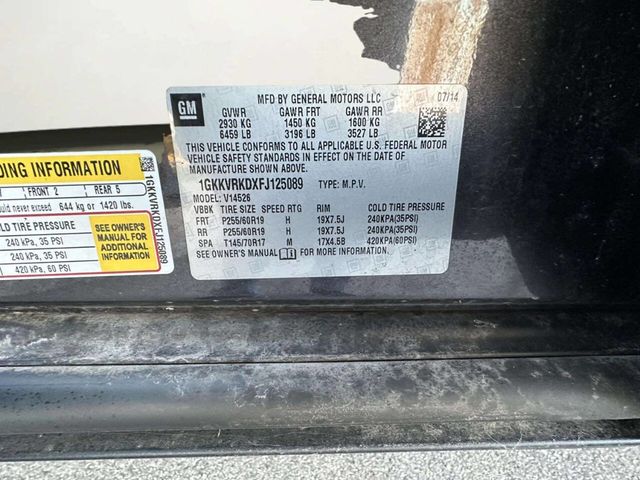 GM
MFD BY GENERAL MOTORS LLC 07/14
GVWR GAWR FRT GAWR RR
2930 KG 1450 KG 1600 KG
6459 LB 3196 LB 3527 LB
THIS VEHICLE CONFORMS TO ALL APPLICABLE U.S. FEDERAL MOTOR
VEHICLE SAFETY STANDARDS IN EFFECT ON THE DATE OF
MANUFACTURE SHOWN ABOVE.
1GKKVRKDXFJ125089 TYPE: M.P.V.
MODEL: V14526
VBBK TIRE SIZE SPEED RTG RIM COLD TIRE PRESSURE
FRT P255/60R19 H 19X7.5J 240KPA(35PSI)
RR P255/60R19 H 19X7.5J 240KPA(35PSI)
SPA T145/70R17 M 17X4.5B 420KPA(60PSI)
SEE OWNER'S MANUAL FOR MORE INFORMATION.
DING INFORMATION
FRONT 2 REAR 5
ould never exceed 644 kg or 1420 lbs.
COLD TIRE PRESSURE
240 kPa, 35 PSI
240 kPa, 35 PSI
420 kPa, 60 PSI
SEE OWNER'S
MANUAL FOR
ADDITIONAL
INFORMATION
1GKKVRKDXFJ125089